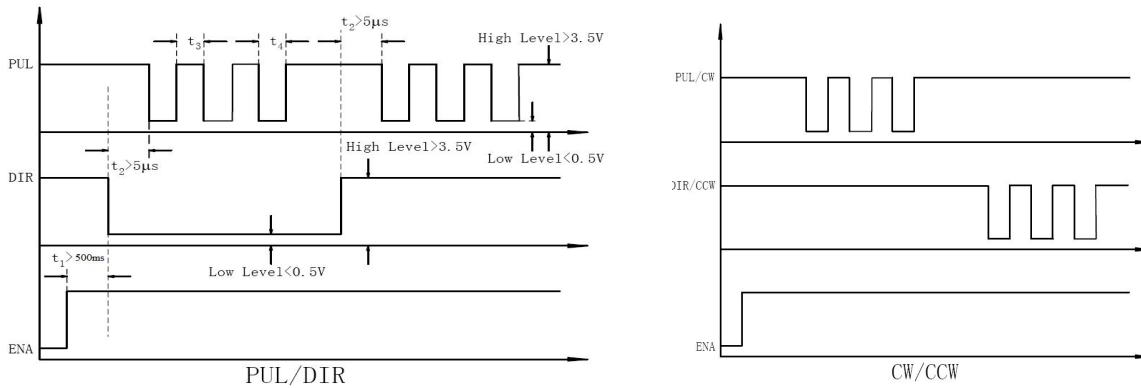 t2>5μs
High Level>3.5V
PUL
t3
t4
Low Level<0.5V
t2>5μs
High Level>3.5V
DIR
t1>500ms
Low Level<0.5V
ENA
PUL/DIR
PUL/CW
DIR/CCW
ENA
CW/CCW